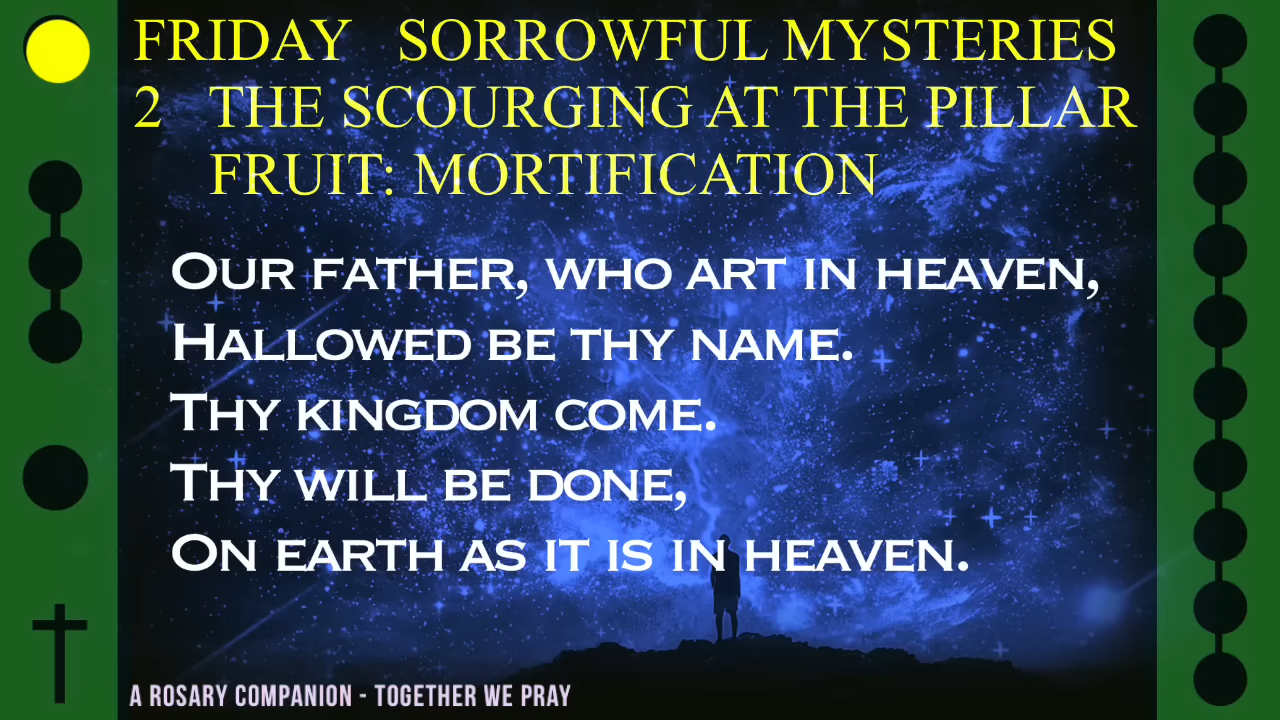 FRIDAY SORROWFUL MYSTERIES
2 THE SCOURGING AT THE PILLAR
FRUIT: MORTIFICATION
OUR FATHER, WHO ART IN HEAVEN,
HALLOWED BE THY NAME.
THY KINGDOM COME.
THY WILL BE DONE,
ON EARTH AS IT IS IN HEAVEN.
A ROSARY COMPANION - TOGETHER WE PRAY